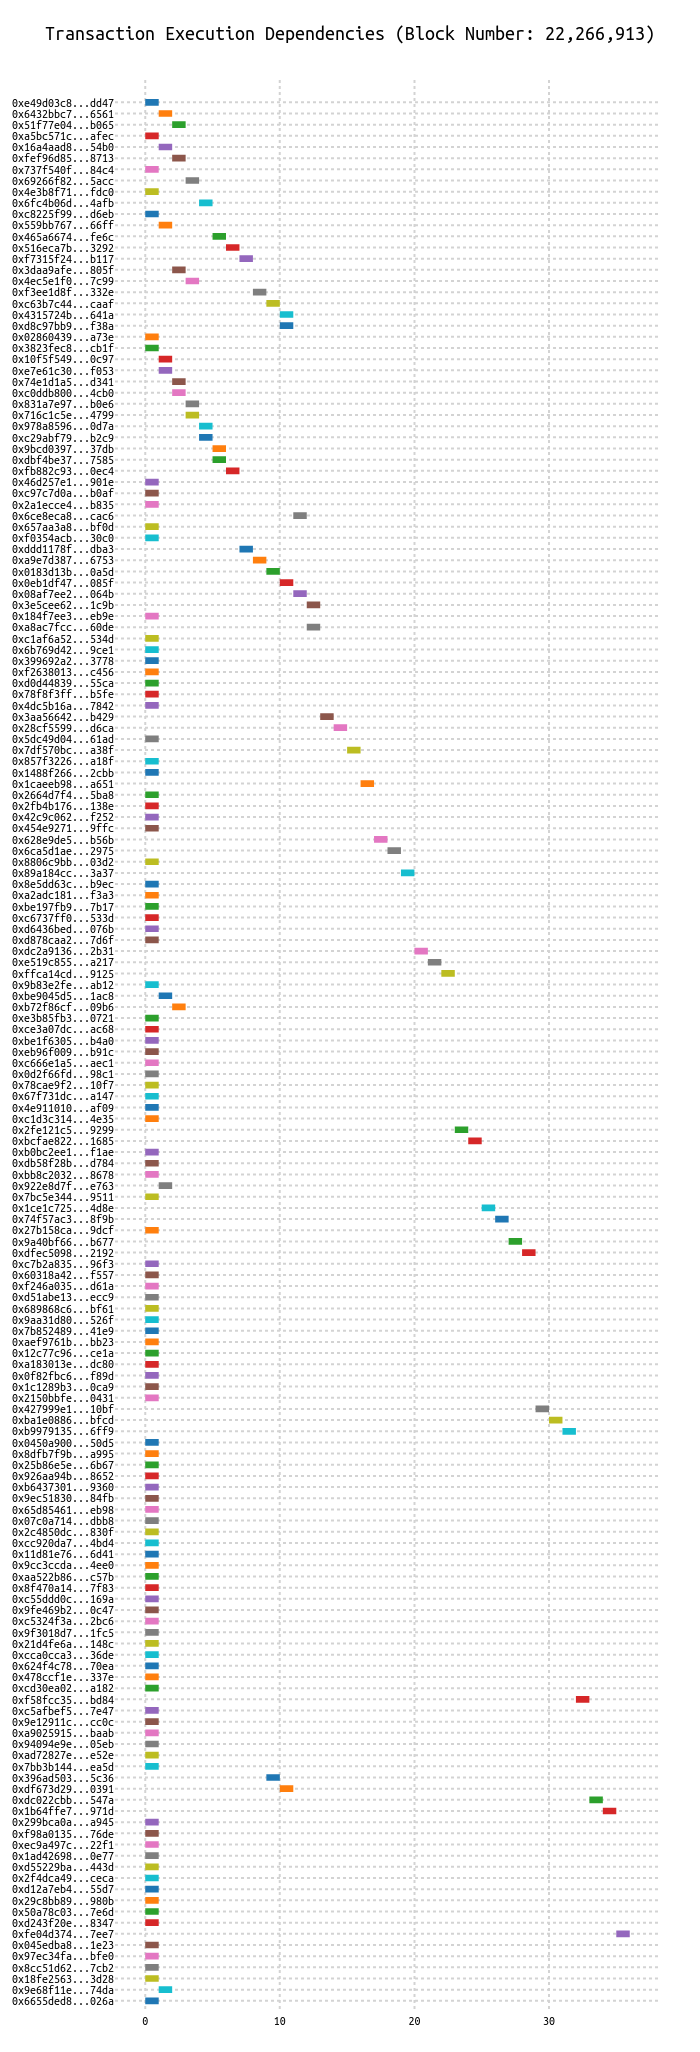 Transaction Execution Dependencies (Block Number: 22,266,913)
0xe49d03c8...dd47
0x6432bbc7...6561
0x51f77e04...b065
0xa5bc571c...afec
0x16a4aad8...54b0
0xfef96d85...8713
0x737f540f...84c4
0x69266f82...5acc
0x4e3b8f71...fdc0
0x6fc4b06d...4afb
0xc8225f99...d6eb
0x559bb767...66ff
0x465a6674...fe6c
0x516eca7b...3292
0xf7315f24...b117
0x3daa9afe...805f
0x4ec5e1f0...7c99
0xf3ee1d8f...332e
0xc63b7c44...caaf
0x4315724b...641a
0xd8c97bb9...f38a
0x02860439...a73e
0x3823fec8...cb1f
0x10f5f549...0c97
0xe7e61c30...f053
0x74e1d1a5...d341
0xc0ddb800...4cb0
0x831a7e97...b0e6
0x716c1c5e...4799
0x978a8596...0d7a
0xc29abf79...b2c9
0x9bcd0397...37db
0xdbf4be37...7585
0xfb882c93...0ec4
0x46d257e1...901e
0xc97c7d0a...b0af
0x2a1ecce4...b835
0x6ce8eca8...cac6
0x657aa3a8...bf0d
0xf0354acb...30c0
0xddd1178f...dba3
0xa9e7d387...6753
0x0183d13b...0a5d
0x0eb1df47...085f
0x08af7ee2...064b
0x3e5cee62...1c9b
0x184f7ee3...eb9e
0xa8ac7fcc...60de
0xc1af6a52...534d
0x6b769d42...9ce1
0x399692a2...3778
0xf2638013...c456
0xd0d44839...55ca
0x78f8f3ff...b5fe
0x4dc5b16a...7842
0x3aa56642...b429
0x28cf5599...d6ca
0x5dc49d04...61ad
0x7df570bc...a38f
0x857f3226...a18f
0x1488f266...2cbb
0x1caeeb98...a651
0x2664d7f4...5ba8
0x2fb4b176...138e
0x42c9c062...f252
0x454e9271...9ffc
0x628e9de5...b56b
0x6ca5d1ae...2975
0x8806c9bb...03d2
0x89a184cc...3a37
0x8e5dd63c...b9ec
0xa2adc181...f3a3
0xbe197fb9...7b17
0xc6737ff0...533d
0xd6436bed...076b
0xd878caa2...7d6f
0xdc2a9136...2b31
0xe519c855...a217
0xffca14cd...9125
0x9b83e2fe...ab12
0xbe9045d5...1ac8
0xb72f86cf...09b6
0xe3b85fb3...0721
0xce3a07dc...ac68
0xbe1f6305...b4a0
0xeb96f009...b91c
0xc666e1a5...aec1
0x0d2f66fd...98c1
0x78cae9f2...10f7
0x67f731dc...a147
0x4e911010...af09
0xc1d3c314...4e35
0x2fe121c5...9299
0xbcfae822...1685
0xb0bc2ee1...f1ae
0xdb58f28b...d784
0xbb8c2032...8678
0x922e8d7f...e763
0x7bc5e344...9511
0x1ce1c725...4d8e
0x74f57ac3...8f9b
0x27b158ca...9dcf
0x9a40bf66...b677
0xdfec5098...2192
0xc7b2a835...96f3
0x60318a42...f557
0xf246a035...d61a
0xd51abe13...ecc9
0x689868c6...bf61
0x9aa31d80...526f
0x7b852489...41e9
0xaef9761b...bb23
0x12c77c96...ce1a
0xa183013e...dc80
0x0f82fbc6...f89d
0x1c1289b3...0ca9
0x2150bbfe...0431
0x427999e1...10bf
0xba1e0886...bfcd
0xb9979135...6ff9
0x0450a900...50d5
0x8dfb7f9b...a995
0x25b86e5e...6b67
0x926aa94b...8652
0xb6437301...9360
0x9ec51830...84fb
0x65d85461...eb98
0x07c0a714...dbb8
0x2c4850dc...830f
0xcc920da7...4bd4
0x11d81e76...6d41
0x9cc3ccda...4ee0
0xaa522b86...c57b
0x8f470a14...7f83
0xc55ddd0c...169a
0x9fe469b2...0c47
0xc5324f3a...2bc6
0x9f3018d7...1fc5
0x21d4fe6a...148c
0xcca0cca3...36de
0x624f4c78...70ea
0x478ccf1e...337e
0xcd30ea02...a182
0xf58fcc35...bd84
0xc5afbef5...7e47
0x9e12911c...cc0c
0xa9025915...baab
0x94094e9e...05eb
0xad72827e...e52e
0x7bb3b144...ea5d
0x396ad503...5c36
0xdf673d29...0391
0xdc022cbb...547a
0x1b64ffe7...971d
0x299bca0a...a945
0xf98a0135...76de
0xec9a497c...22f1
0x1ad42698...0e77
0xd55229ba...443d
0x2f4dca49...ceca
0xd12a7eb4...55d7
0x29c8bb89...980b
0x50a78c03...7e6d
0xd243f20e...8347
0xfe04d374...7ee7
0x045edba8...1e23
0x97ec34fa...bfe0
0x8cc51d62...7cb2
0x18fe2563...3d28
0x9e68f11e...74da
0x6655ded8...026a
0 10 20 30